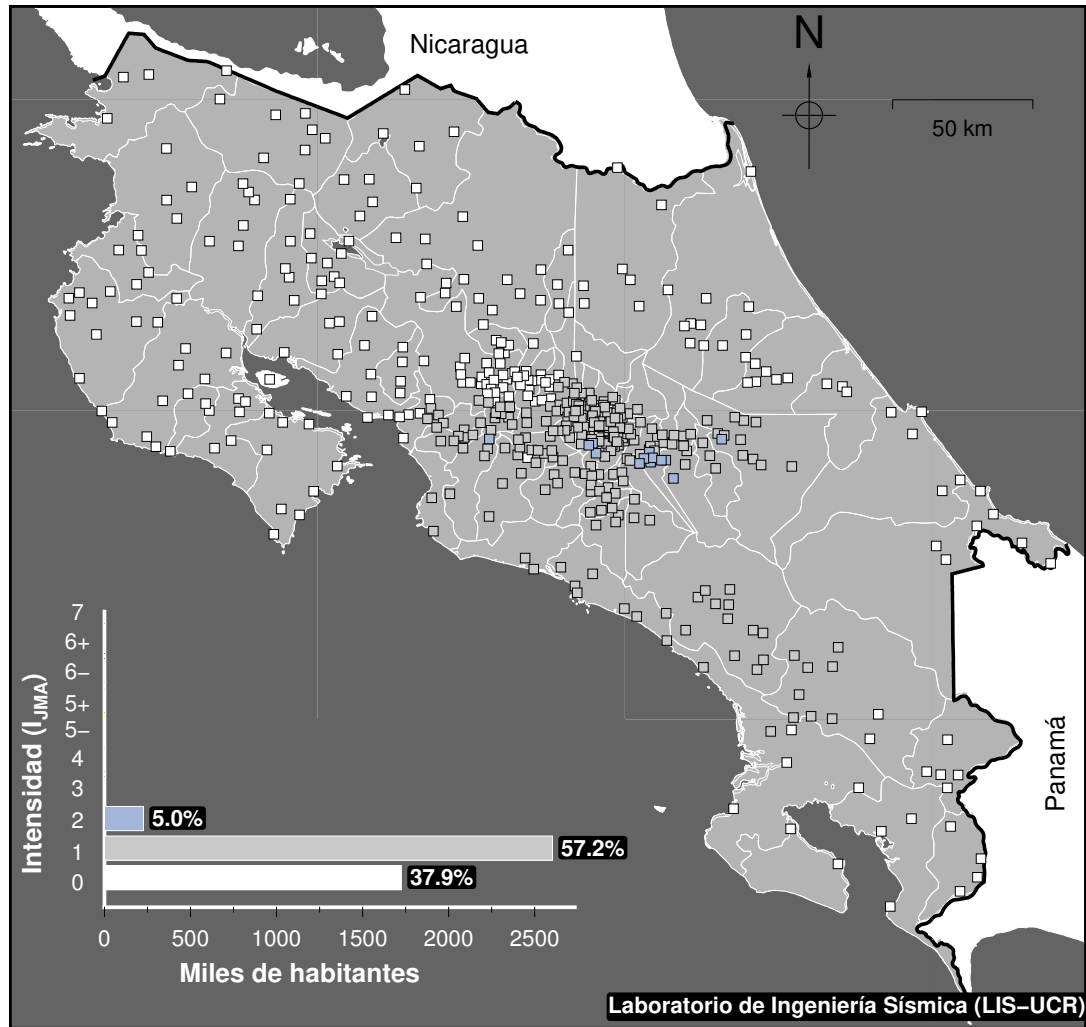 Nicaragua
N
50 km
Panamá
Intensidad (I_JMA)
7
6+
6−
5+
5−
4
3
2
1
0
5.0%
57.2%
37.9%
0 500 1000 1500 2000 2500
Miles de habitantes
Laboratorio de Ingeniería Sísmica (LIS−UCR)